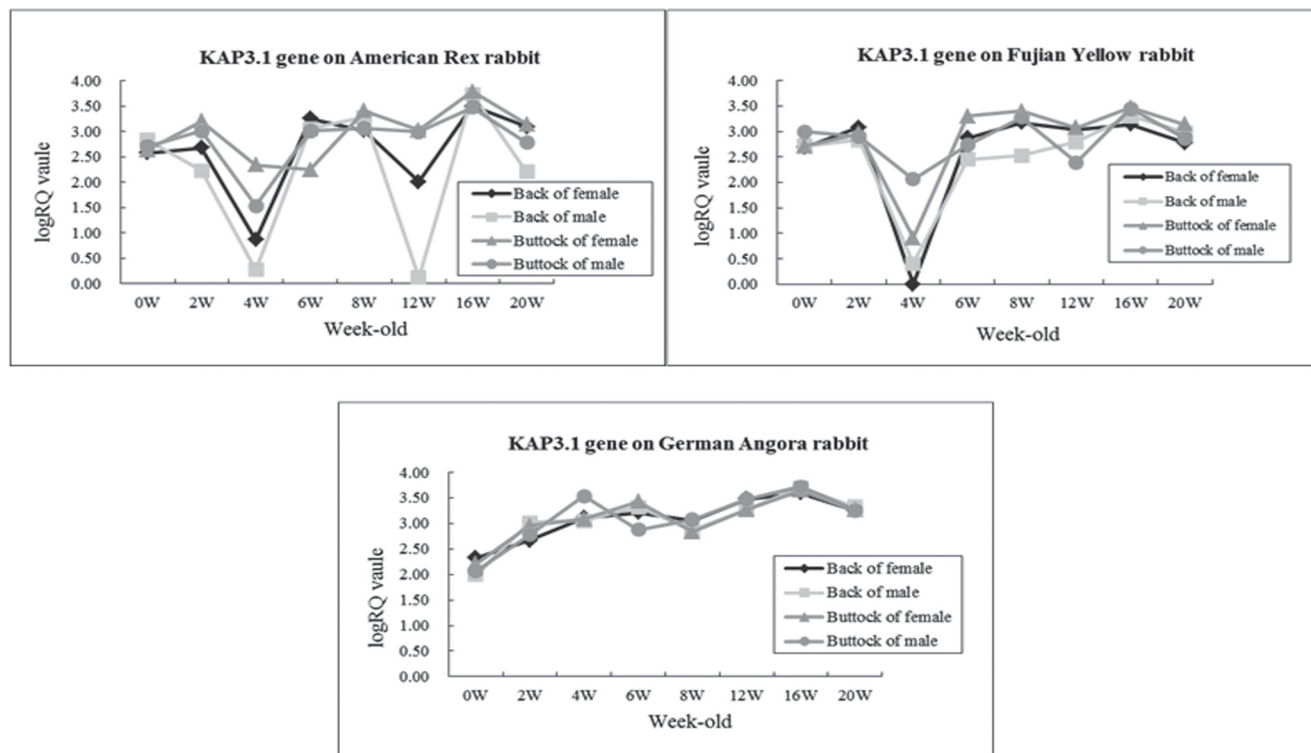 KAP3.1 gene on American Rex rabbit
4.00
3.50
3.00
2.50
2.00
1.50
1.00
0.50
0.00
logRQ vaule
0W 2W 4W 6W 8W 12W 16W 20W
Week-old
Back of female
Back of male
Buttock of female
Buttock of male
KAP3.1 gene on Fujian Yellow rabbit
4.00
3.50
3.00
2.50
2.00
1.50
1.00
0.50
0.00
logRQ vaule
0W 2W 4W 6W 8W 12W 16W 20W
Week-old
Back of female
Back of male
Buttock of female
Buttock of male
KAP3.1 gene on German Angora rabbit
4.00
3.50
3.00
2.50
2.00
1.50
1.00
0.50
0.00
logRQ vaule
0W 2W 4W 6W 8W 12W 16W 20W
Week-old
Back of female
Back of male
Buttock of female
Buttock of male